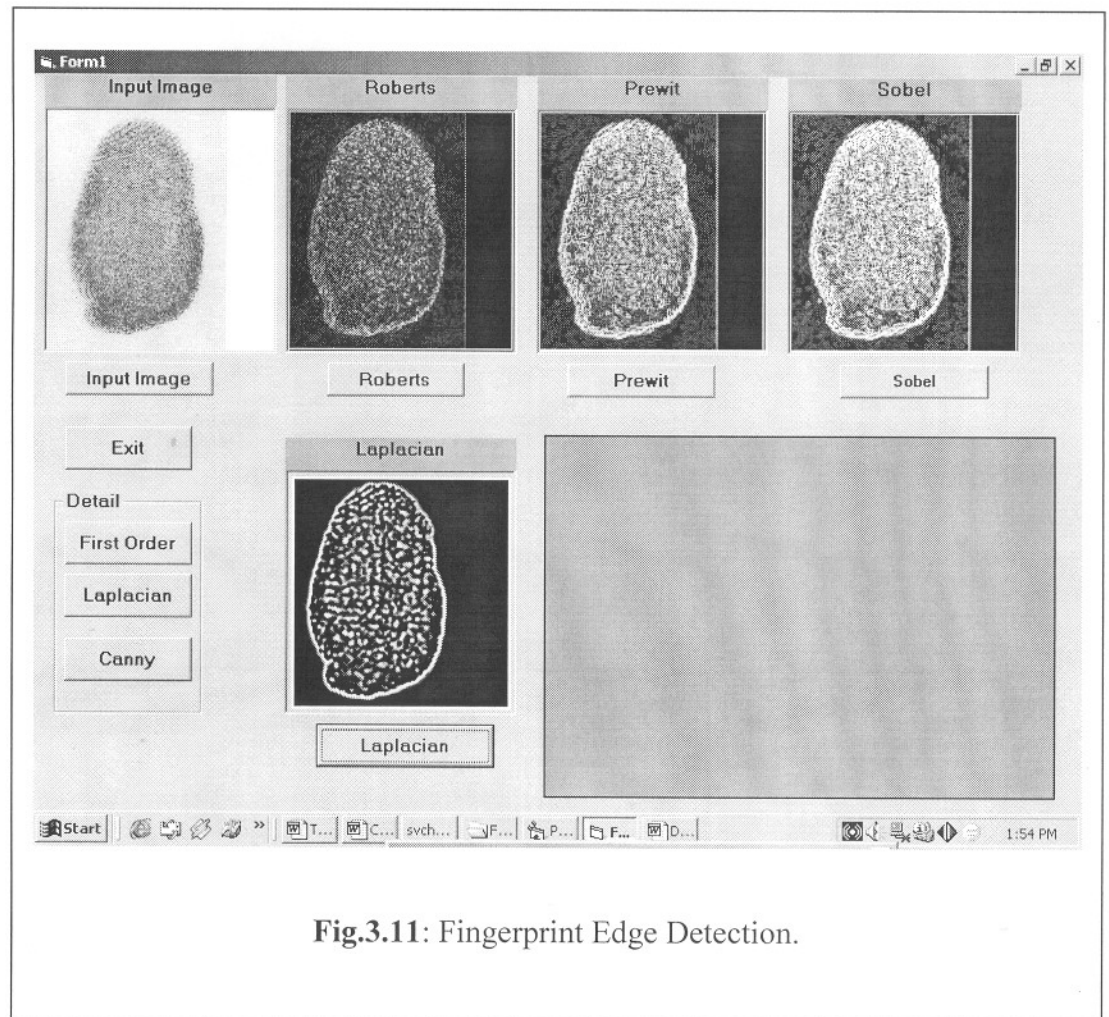 Form1
Input Image Roberts Prewit Sobel
Input Image Roberts Prewit Sobel
Exit
Laplacian
Detail
First Order
Laplacian
Canny
Laplacian
Start » T... C... svch... F... P... F... D... 1:54 PM
Fig.3.11: Fingerprint Edge Detection.